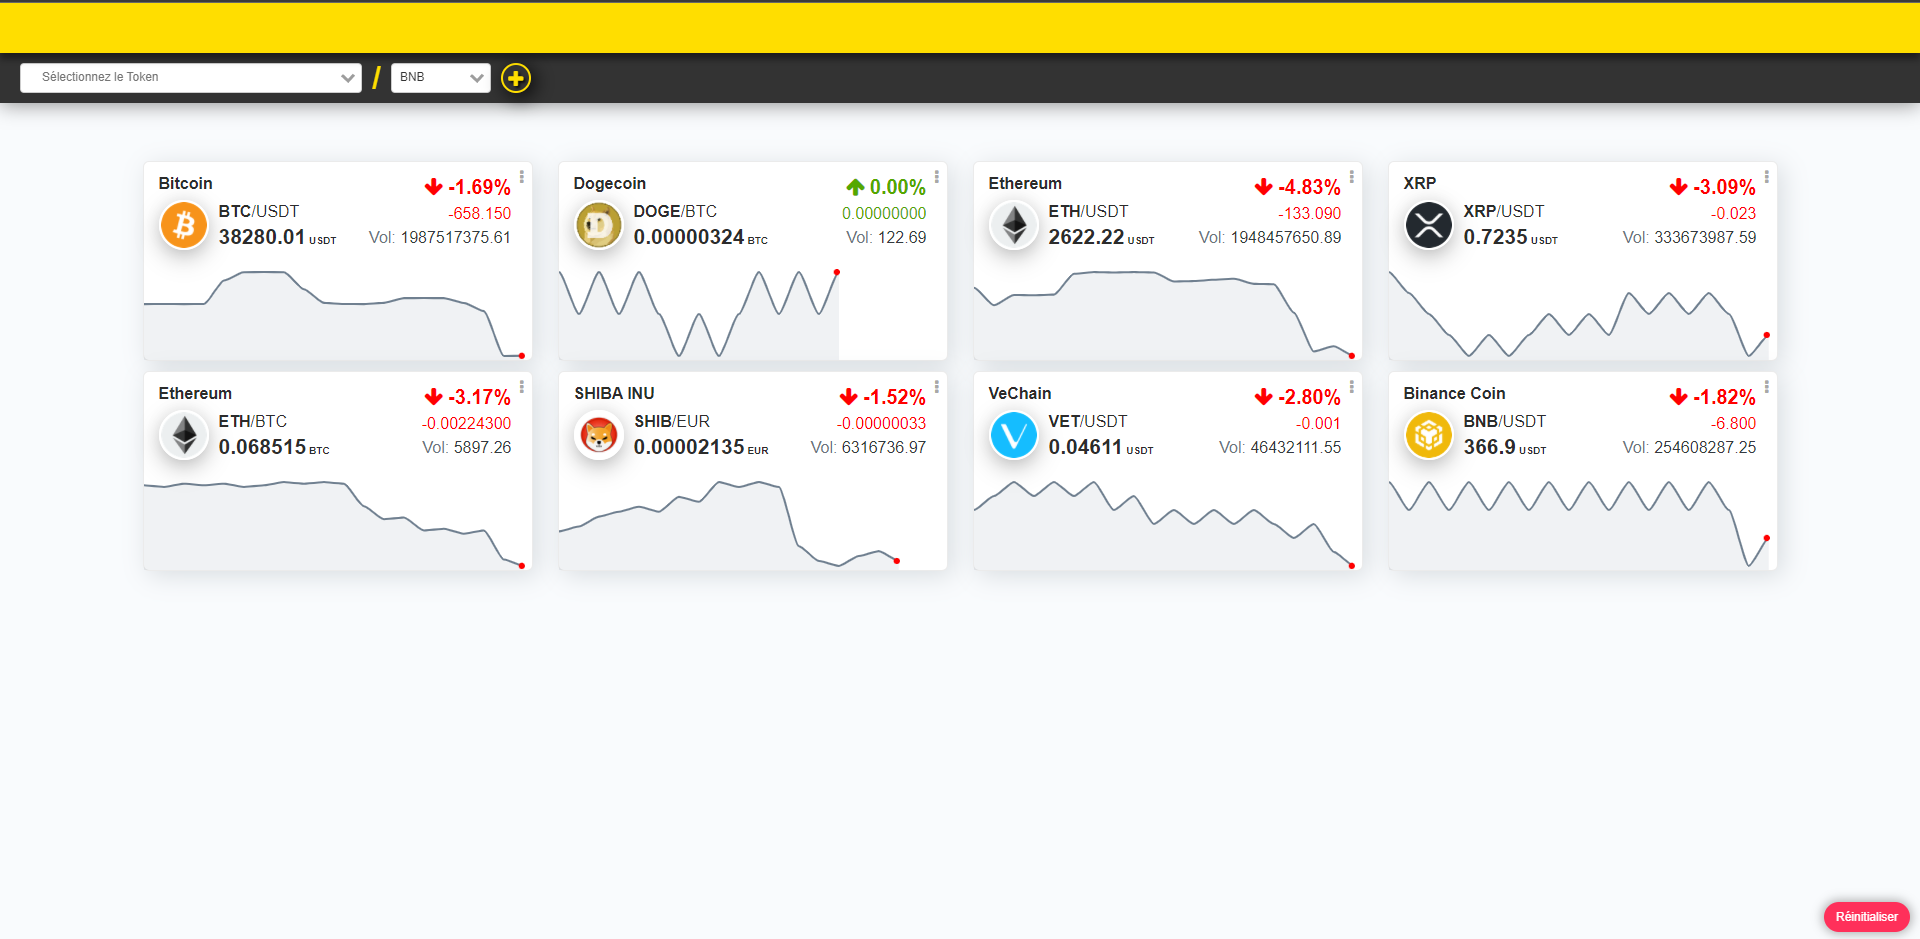 Sélectionnez le Token / BNB
Bitcoin
-1.69%
BTC/USDT
-658.150
38280.01 USDT
Vol: 1987517375.61
Dogecoin
0.00%
DOGE/BTC
0.00000000
0.00000324 BTC
Vol: 122.69
Ethereum
-4.83%
ETH/USDT
-133.090
2622.22 USDT
Vol: 1948457650.89
XRP
-3.09%
XRP/USDT
-0.023
0.7235 USDT
Vol: 333673987.59
Ethereum
-3.17%
ETH/BTC
-0.00224300
0.068515 BTC
Vol: 5897.26
SHIBA INU
-1.52%
SHIB/EUR
-0.00000033
0.00002135 EUR
Vol: 6316736.97
VeChain
-2.80%
VET/USDT
-0.001
0.04611 USDT
Vol: 46432111.55
Binance Coin
-1.82%
BNB/USDT
-6.800
366.9 USDT
Vol: 254608287.25
Réinitialiser